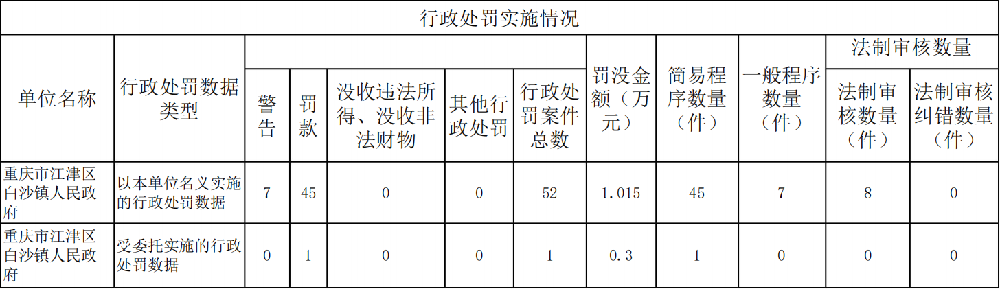 行政处罚实施情况
单位名称
行政处罚数据
类型
警
告
罚
款
没收违法所
得、没收非
法财物
其他行
政处罚
行政处
罚案件
总数
罚没金
额（万
元）
简易程
序数量
（件）
一般程序
数量
（件）
法制审核数量
法制审
核数量
（件）
法制审核
纠错数量
（件）
重庆市江津区
白沙镇人民政
府
以本单位名义实施
的行政处罚数据
7
45
0
0
52
1.015
45
7
8
0
重庆市江津区
白沙镇人民政
府
受委托实施的行政
处罚数据
0
1
0
0
1
0.3
1
0
0
0